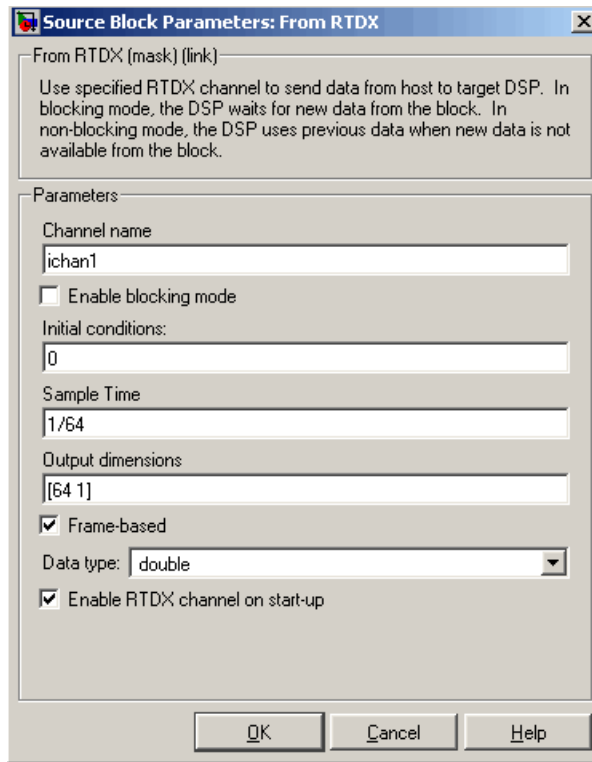 Source Block Parameters: From RTDX
From RTDX (mask) (link)
Use specified RTDX channel to send data from host to target DSP. In
blocking mode, the DSP waits for new data from the block. In
non-blocking mode, the DSP uses previous data when new data is not
available from the block.
Parameters
Channel name
ichan1
Enable blocking mode
Initial conditions:
0
Sample Time
1/64
Output dimensions
[64 1]
Frame-based
Data type: double
Enable RTDX channel on start-up
OK Cancel Help